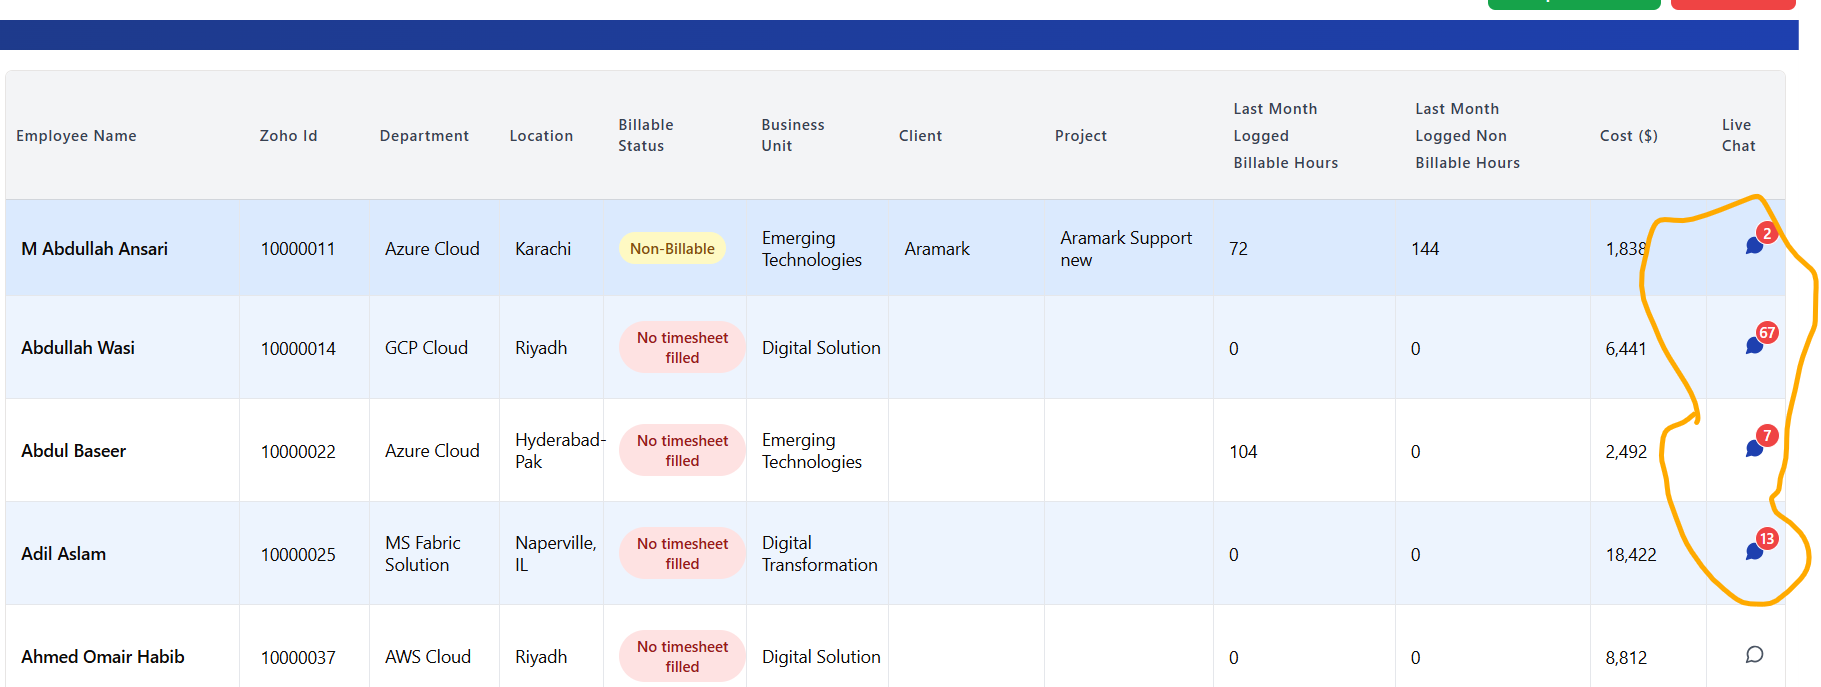 Employee Name Zoho Id Department Location Billable Status Business Unit Client Project Last Month Logged Billable Hours Last Month Logged Non Billable Hours Cost ($) Live Chat
M Abdullah Ansari 10000011 Azure Cloud Karachi Non-Billable Emerging Technologies Aramark Aramark Support new 72 144 1,838 2
Abdullah Wasi 10000014 GCP Cloud Riyadh No timesheet filled Digital Solution 0 0 6,441 67
Abdul Baseer 10000022 Azure Cloud Hyderabad-Pak No timesheet filled Emerging Technologies 104 0 2,492 7
Adil Aslam 10000025 MS Fabric Solution Naperville, IL No timesheet filled Digital Transformation 0 0 18,422 13
Ahmed Omair Habib 10000037 AWS Cloud Riyadh No timesheet filled Digital Solution 0 0 8,812